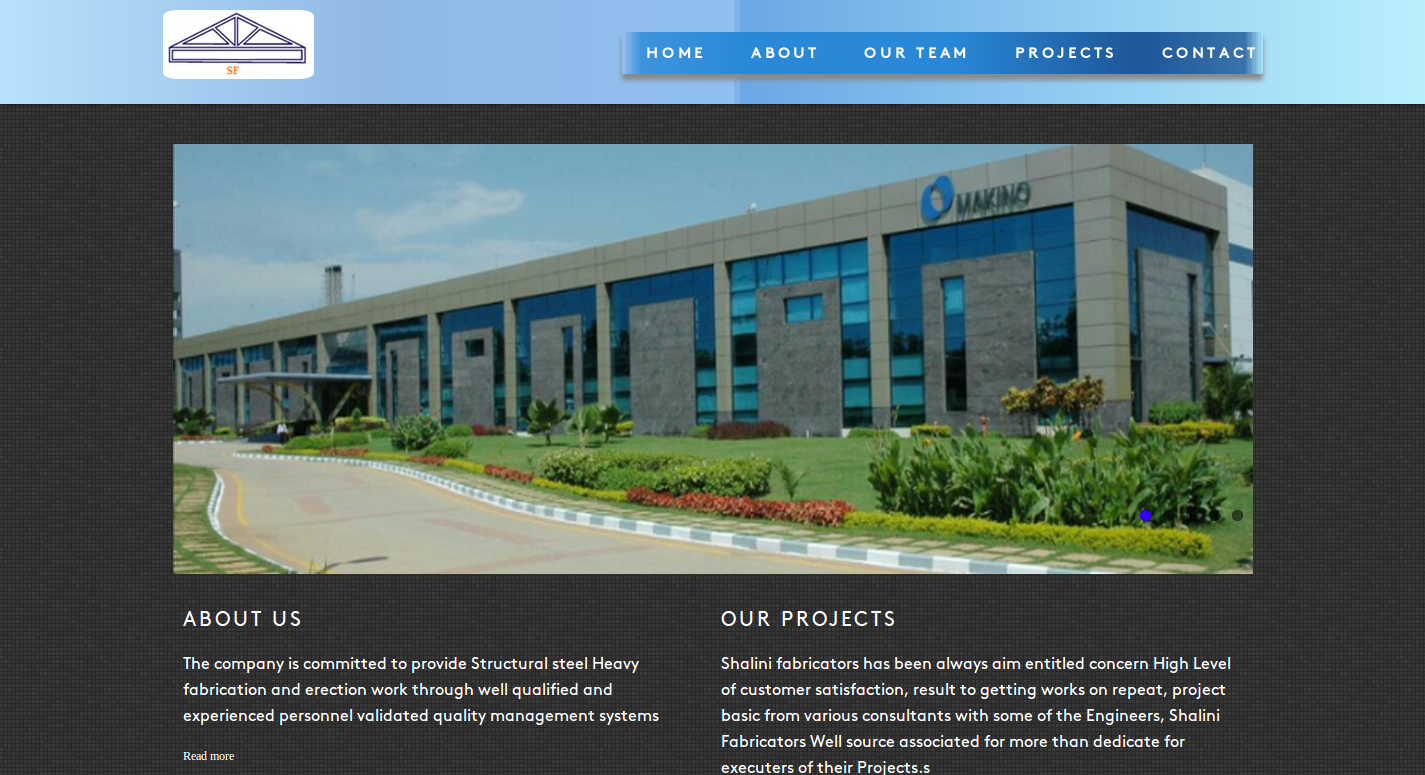 SF
HOME ABOUT OUR TEAM PROJECTS CONTACT
MAKINO
ABOUT US
The company is committed to provide Structural steel Heavy
fabrication and erection work through well qualified and
experienced personnel validated quality management systems
Read more
OUR PROJECTS
Shalini fabricators has been always aim entitled concern High Level
of customer satisfaction, result to getting works on repeat, project
basic from various consultants with some of the Engineers, Shalini
Fabricators Well source associated for more than dedicate for
executers of their Projects.s